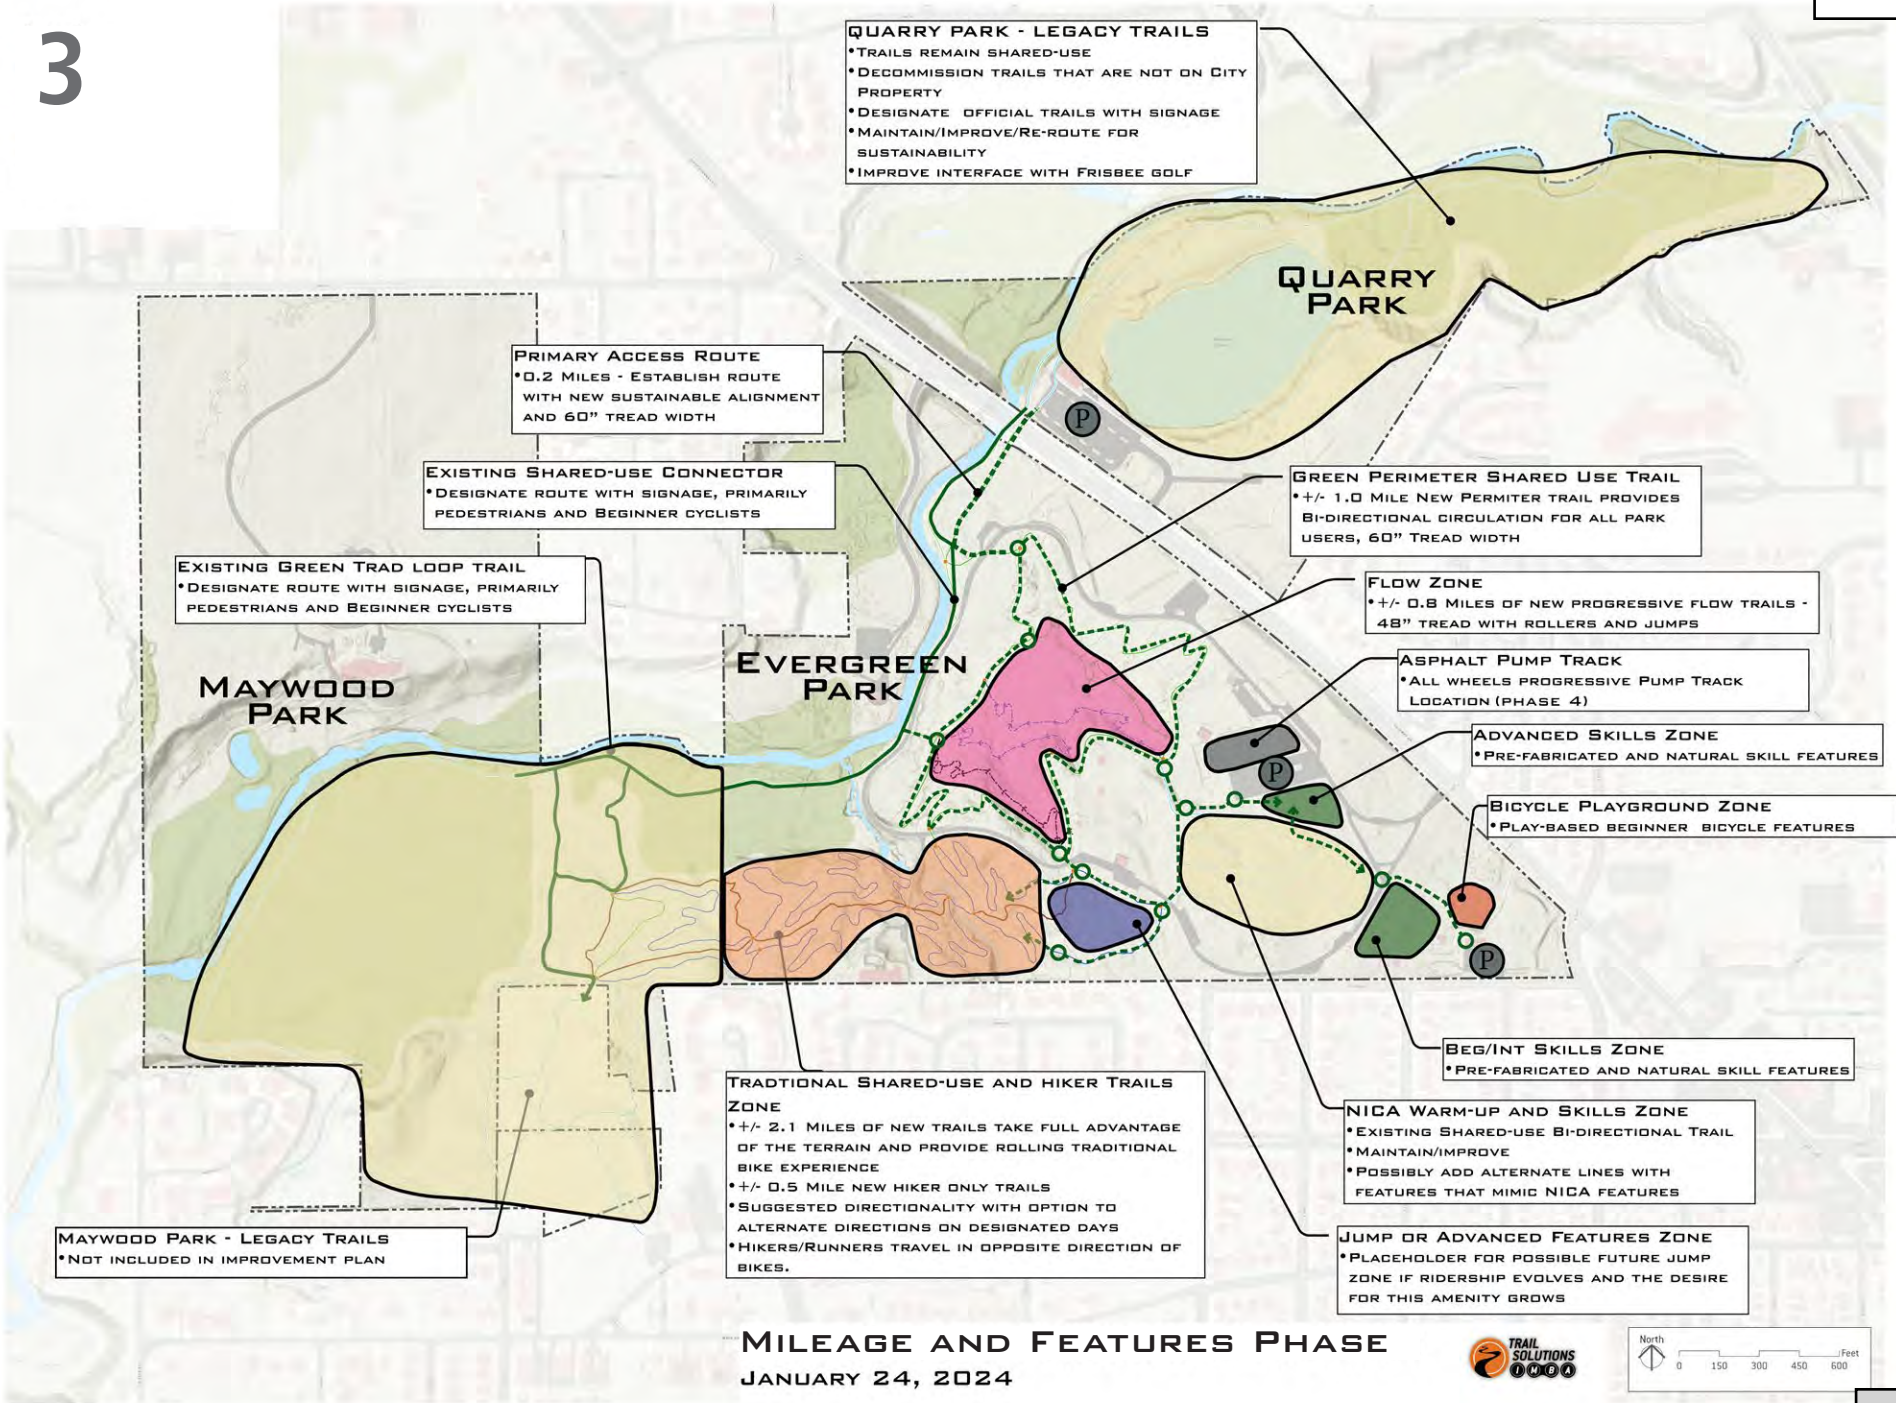 3
QUARRY PARK - LEGACY TRAILS
•TRAILS REMAIN SHARED-USE
•DECOMMISSION TRAILS THAT ARE NOT ON CITY
PROPERTY
•DESIGNATE OFFICIAL TRAILS WITH SIGNAGE
•MAINTAIN/IMPROVE/RE-ROUTE FOR
SUSTAINABILITY
•IMPROVE INTERFACE WITH FRISBEE GOLF
QUARRY
PARK
PRIMARY ACCESS ROUTE
•0.2 MILES - ESTABLISH ROUTE
WITH NEW SUSTAINABLE ALIGNMENT
AND 60” TREAD WIDTH
P
EXISTING SHARED-USE CONNECTOR
•DESIGNATE ROUTE WITH SIGNAGE, PRIMARILY
PEDESTRIANS AND BEGINNER CYCLISTS
GREEN PERIMETER SHARED USE TRAIL
•+/- 1.0 MILE NEW PERMITER TRAIL PROVIDES
BI-DIRECTIONAL CIRCULATION FOR ALL PARK
USERS, 60” TREAD WIDTH
EXISTING GREEN TRAD LOOP TRAIL
•DESIGNATE ROUTE WITH SIGNAGE, PRIMARILY
PEDESTRIANS AND BEGINNER CYCLISTS
FLOW ZONE
•+/- 0.8 MILES OF NEW PROGRESSIVE FLOW TRAILS -
48” TREAD WITH ROLLERS AND JUMPS
EVERGREEN
PARK
MAYWOOD
PARK
ASPHALT PUMP TRACK
•ALL WHEELS PROGRESSIVE PUMP TRACK
LOCATION (PHASE 4)
ADVANCED SKILLS ZONE
•PRE-FABRICATED AND NATURAL SKILL FEATURES
P
BICYCLE PLAYGROUND ZONE
•PLAY-BASED BEGINNER BICYCLE FEATURES
P
BEG/INT SKILLS ZONE
•PRE-FABRICATED AND NATURAL SKILL FEATURES
TRADTIONAL SHARED-USE AND HIKER TRAILS
ZONE
•+/- 2.1 MILES OF NEW TRAILS TAKE FULL ADVANTAGE
OF THE TERRAIN AND PROVIDE ROLLING TRADITIONAL
BIKE EXPERIENCE
•+/- 0.5 MILE NEW HIKER ONLY TRAILS
•SUGGESTED DIRECTIONALITY WITH OPTION TO
ALTERNATE DIRECTIONS ON DESIGNATED DAYS
•HIKERS/RUNNERS TRAVEL IN OPPOSITE DIRECTION OF
BIKES.
NICA WARM-UP AND SKILLS ZONE
•EXISTING SHARED-USE BI-DIRECTIONAL TRAIL
•MAINTAIN/IMPROVE
•POSSIBLY ADD ALTERNATE LINES WITH
FEATURES THAT MIMIC NICA FEATURES
MAYWOOD PARK - LEGACY TRAILS
•NOT INCLUDED IN IMPROVEMENT PLAN
JUMP OR ADVANCED FEATURES ZONE
•PLACEHOLDER FOR POSSIBLE FUTURE JUMP
ZONE IF RIDERSHIP EVOLVES AND THE DESIRE
FOR THIS AMENITY GROWS
MILEAGE AND FEATURES PHASE
JANUARY 24, 2024
TRAIL
SOLUTIONS
IMBA
North
Feet
0 150 300 450 600